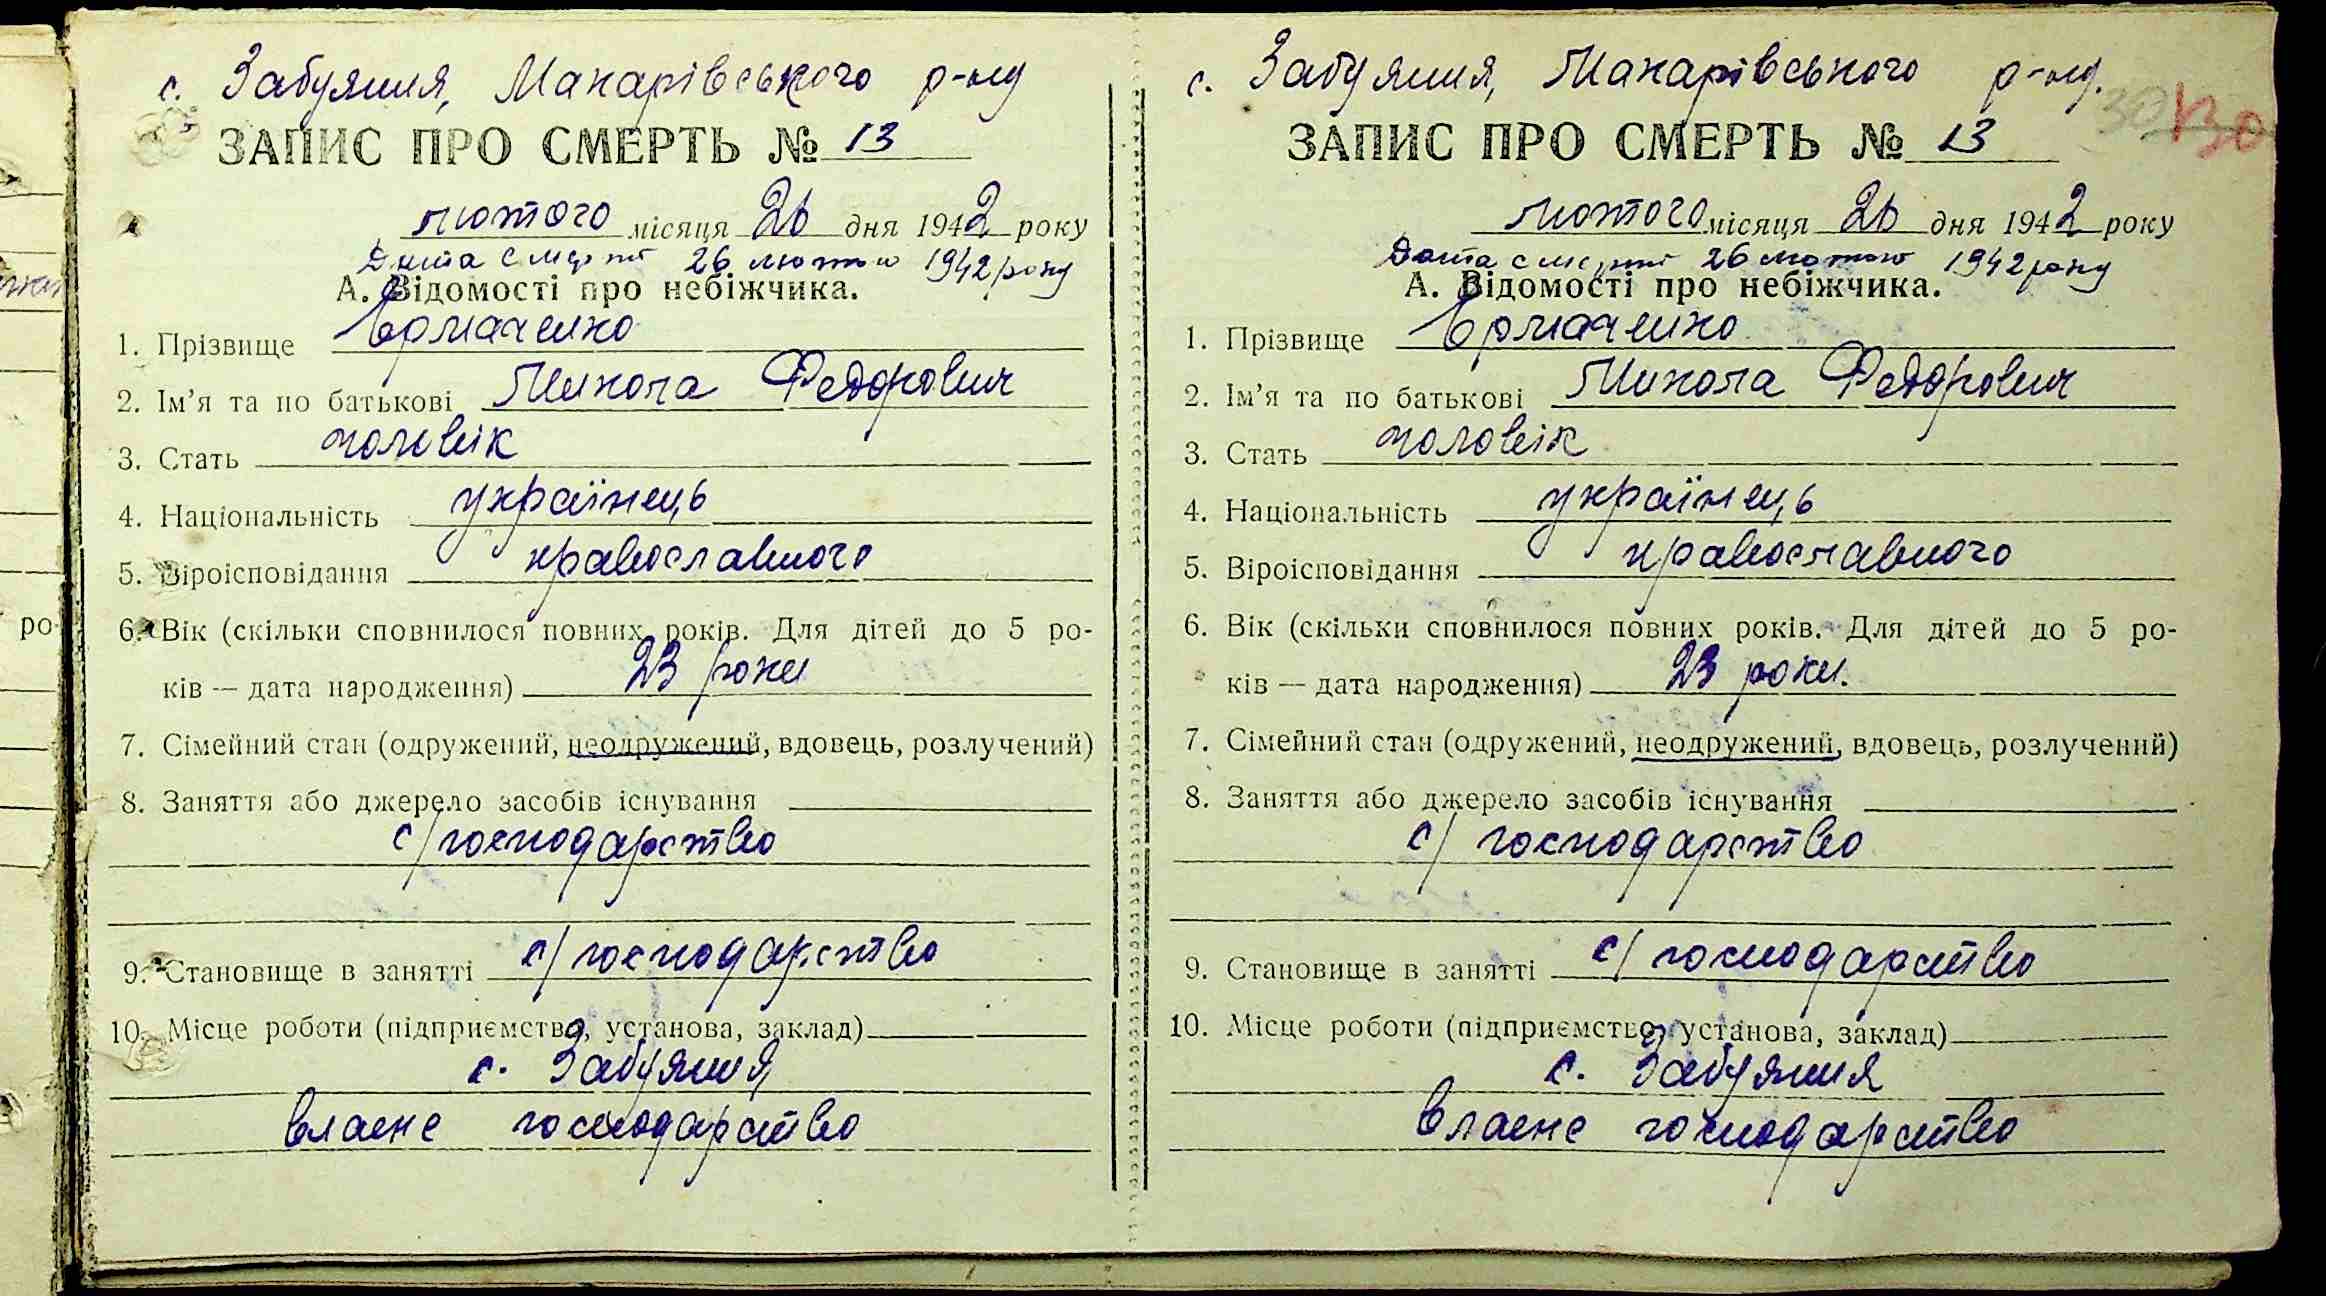 с. Забуяння, Макарівського р-ну
ЗАПИС ПРО СМЕРТЬ № 13
лютого місяця 26 дня 1942 року
Дата смерті 26 лютого 1942 року
А. Відомості про небіжчика.
1. Прізвище Єрмаченко
2. Ім'я та по батькові Микола Федорович
3. Стать чоловік
4. Національність українець
5. Віроісповідання православного
6. Вік (скільки сповнилося повних років. Для дітей до 5 ро-
ків — дата народження) 23 роки
7. Сімейний стан (одружений, неодружений, вдовець, розлучений)
8. Заняття або джерело засобів існування
с/господарство
9. Становище в занятті с/господарство
10. Місце роботи (підприємство, установа, заклад)
с. Забуяння,
власне господарство
с. Забуяння, Макарівського р-ну.
30 130
ЗАПИС ПРО СМЕРТЬ № 13
лютого місяця 26 дня 1942 року
Дата смерті 26 лютого 1942 року
А. Відомості про небіжчика.
1. Прізвище Єрмаченко
2. Ім'я та по батькові Микола Федорович
3. Стать чоловік
4. Національність українець
5. Віроісповідання православного
6. Вік (скільки сповнилося повних років. Для дітей до 5 ро-
ків — дата народження) 23 роки.
7. Сімейний стан (одружений, неодружений, вдовець, розлучений)
8. Заняття або джерело засобів існування
с/господарство
9. Становище в занятті с/господарство
10. Місце роботи (підприємство, установа, заклад)
с. Забуяння
власне господарство
ро-